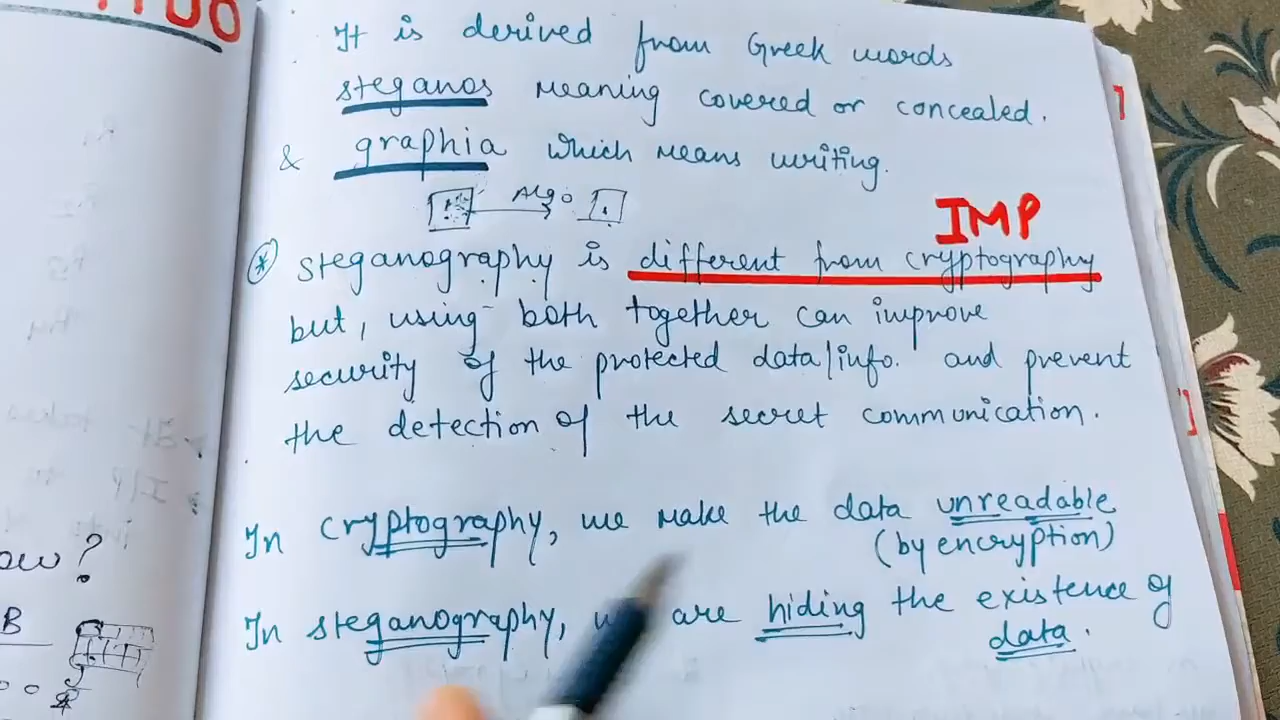 It is derived from Greek words
steganos meaning covered or concealed.
& graphia which means writing.
Algo
IMP
* Steganography is different from cryptography
but, using both together can improve
security of the protected data/info. and prevent
the detection of the secret communication.
In cryptography, we make the data unreadable
(by encryption)
In steganography, we are hiding the existence of
data.
ow?
B